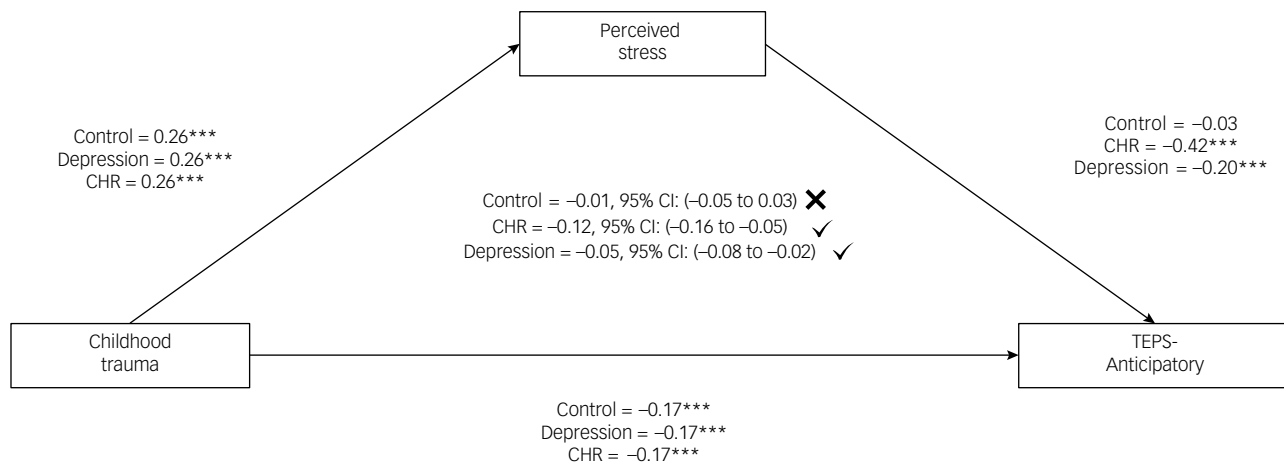 Perceived
stress
Control = 0.26***
Depression = 0.26***
CHR = 0.26***
Control = –0.03
CHR = –0.42***
Depression = –0.20***
Control = –0.01, 95% CI: (–0.05 to 0.03) ✕
CHR = –0.12, 95% CI: (–0.16 to –0.05) ✓
Depression = –0.05, 95% CI: (–0.08 to –0.02) ✓
Childhood
trauma
TEPS-
Anticipatory
Control = –0.17***
Depression = –0.17***
CHR = –0.17***